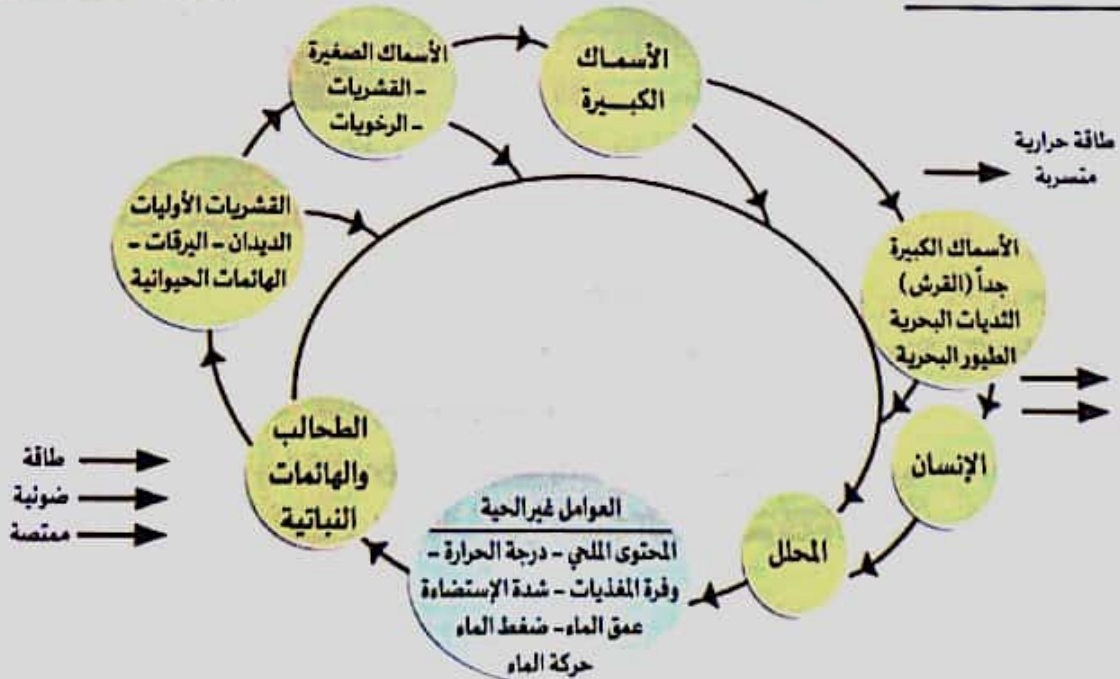 الأسماك الصغيرة
– القشريات
– الرخويات
الأسماك
الكبيرة
طاقة حرارية
متسربة
القشريات الأوليات
الديدان – اليرقات –
الهائمات الحيوانية
الأسماك الكبيرة
جداً (القرش)
الثديات البحرية
الطيور البحرية
الطحالب
والهائمات
النباتية
طاقة
ضوئية
ممتصة
الإنسان
المحلل
العوامل غير الحية
المحتوى الملحي – درجة الحرارة –
وفرة المغذيات – شدة الإستضاءة
عمق الماء – ضغط الماء
حركة الماء